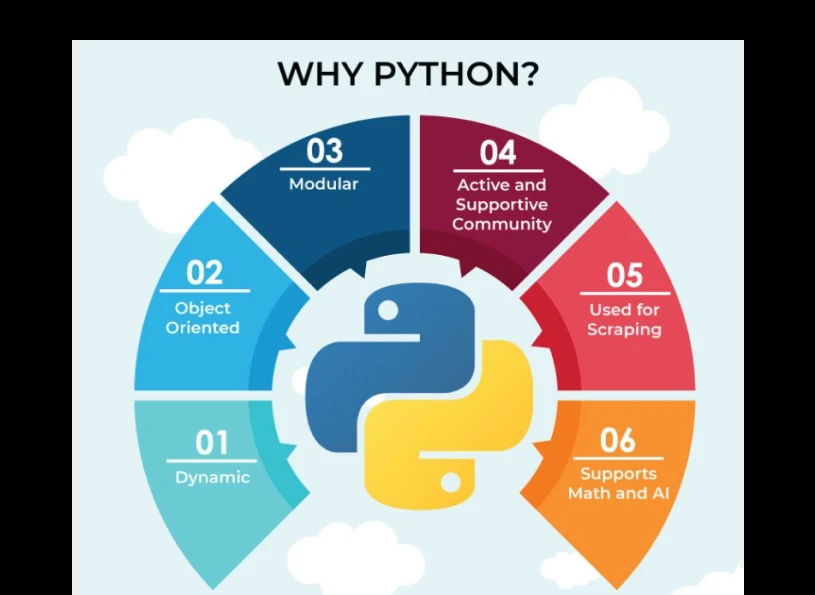 WHY PYTHON?
01
Dynamic
02
Object
Oriented
03
Modular
04
Active and
Supportive
Community
05
Used for
Scraping
06
Supports
Math and AI